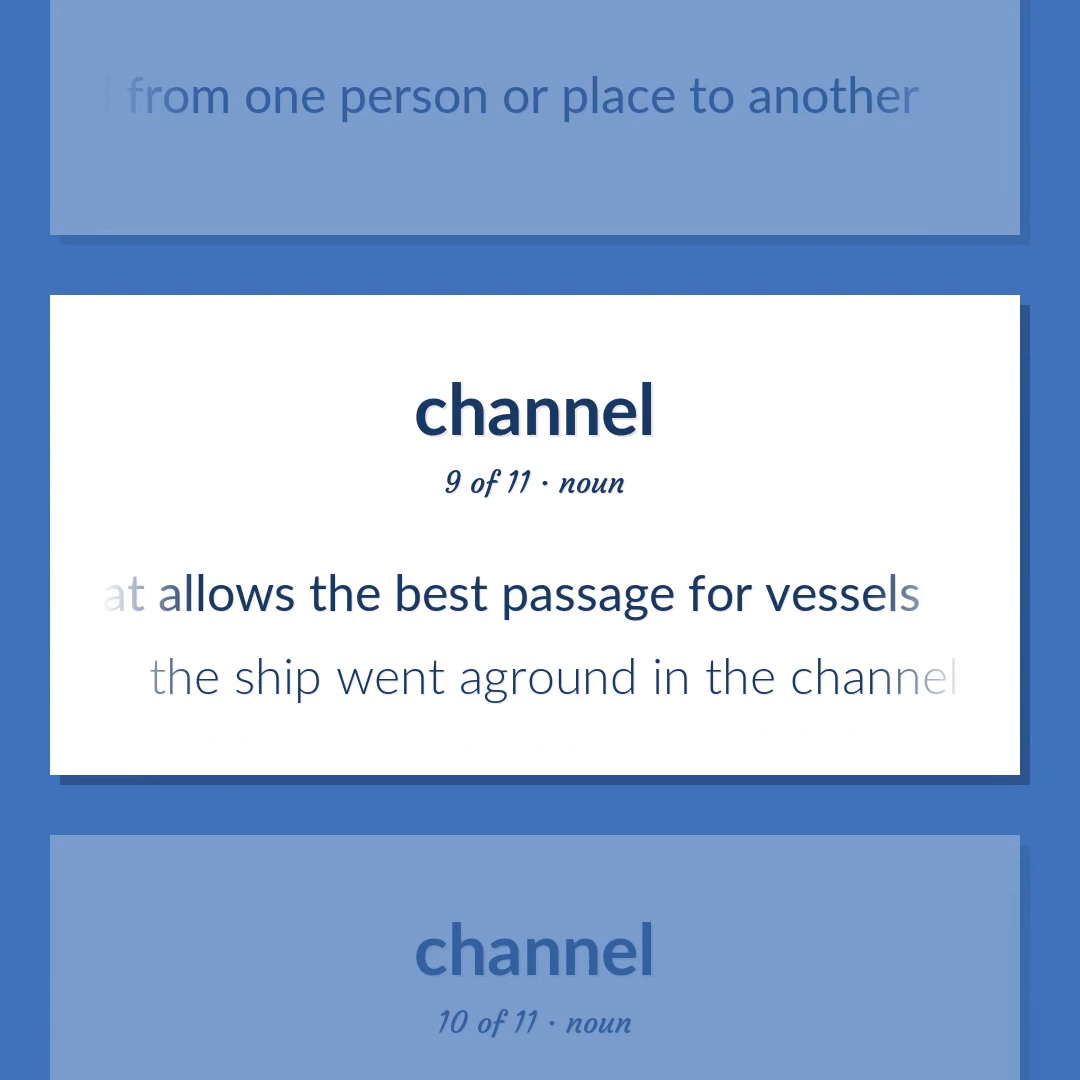 from one person or place to another
channel
9 of 11 · noun
at allows the best passage for vessels
the ship went aground in the channel
channel
10 of 11 · noun